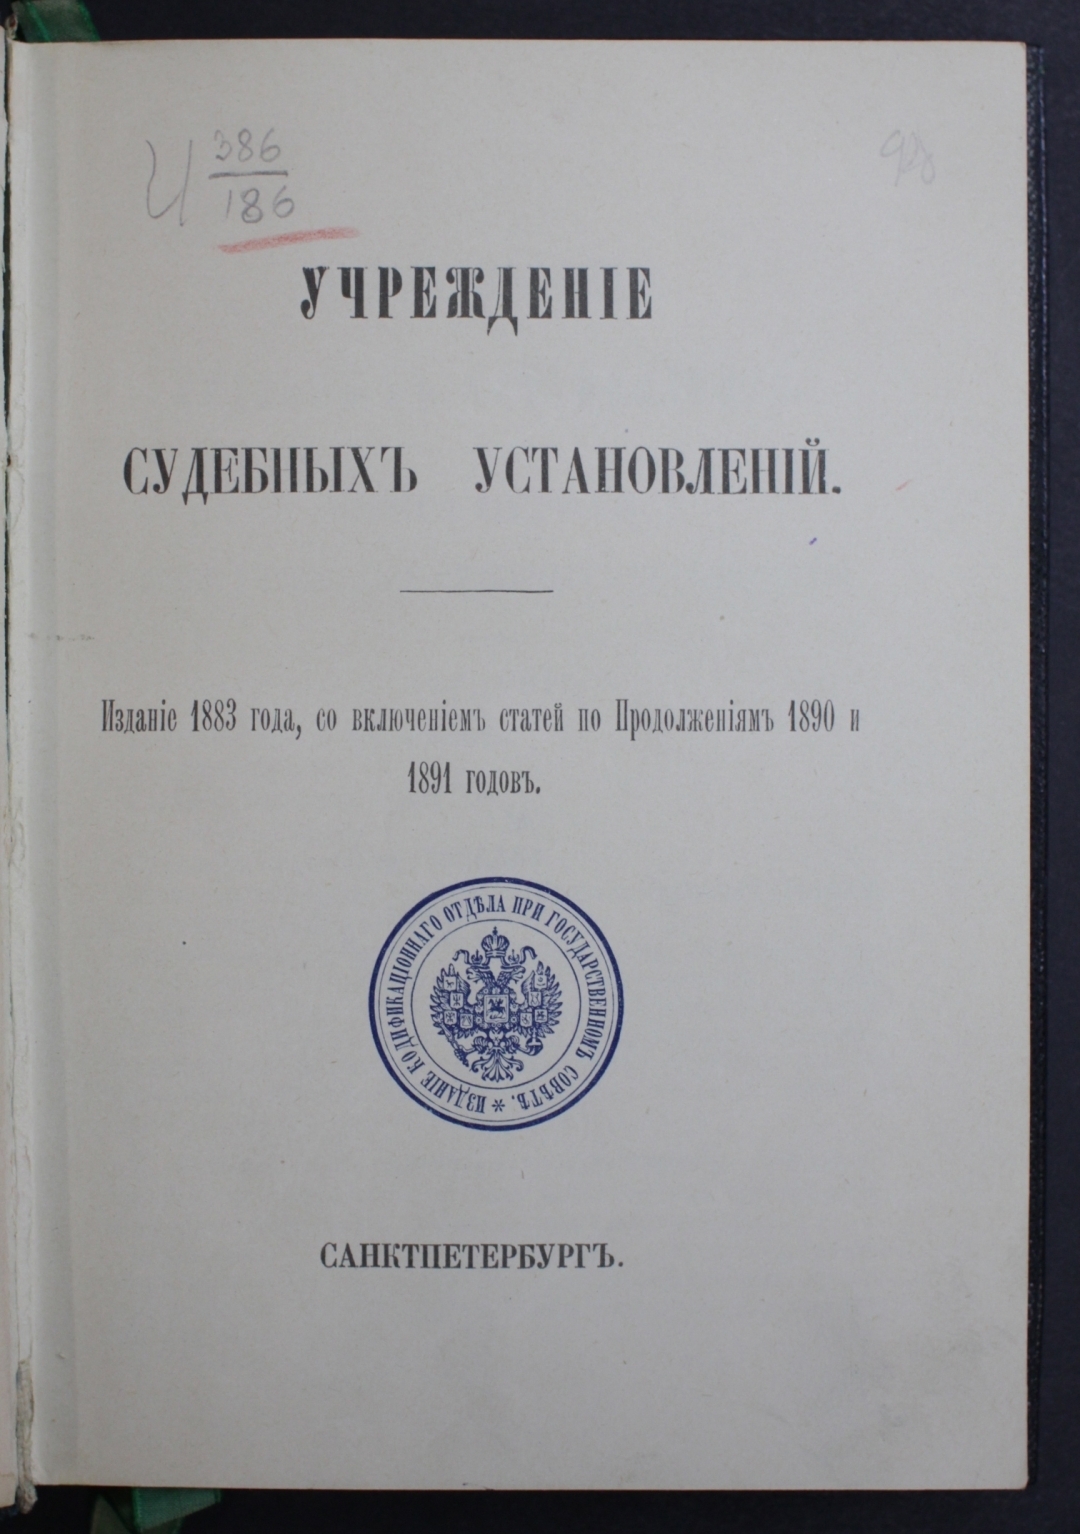 И 386
186
УЧРЕЖДЕНІЕ
СУДЕБНЫХЪ УСТАНОВЛЕНІЙ.
Изданіе 1883 года, со включеніемъ статей по Продолженіямъ 1890 и
1891 годовъ.
ИЗДАНІЕ КОДИФИКАЦІОННАГО ОТДѢЛА ПРИ ГОСУДАРСТВЕННОМЪ СОВѢТѢ. *
САНКТПЕТЕРБУРГЪ.